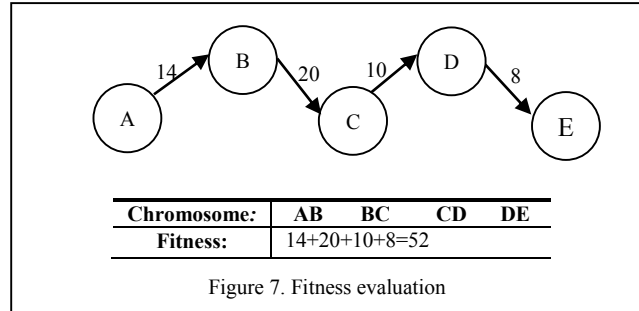 14
B
20
10
D
8
A
C
E
Chromosome: AB BC CD DE
Fitness: 14+20+10+8=52
Figure 7. Fitness evaluation